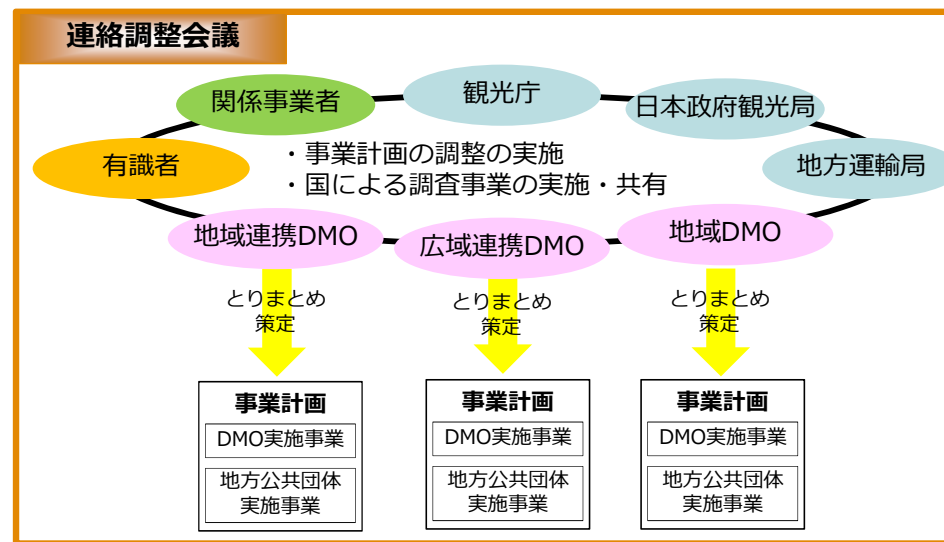 連絡調整会議
関係事業者
観光庁
日本政府観光局
有識者
・事業計画の調整の実施
・国による調査事業の実施・共有
地方運輸局
地域連携DMO
広域連携DMO
地域DMO
とりまとめ
策定
とりまとめ
策定
とりまとめ
策定
事業計画
DMO実施事業
地方公共団体
実施事業
事業計画
DMO実施事業
地方公共団体
実施事業
事業計画
DMO実施事業
地方公共団体
実施事業